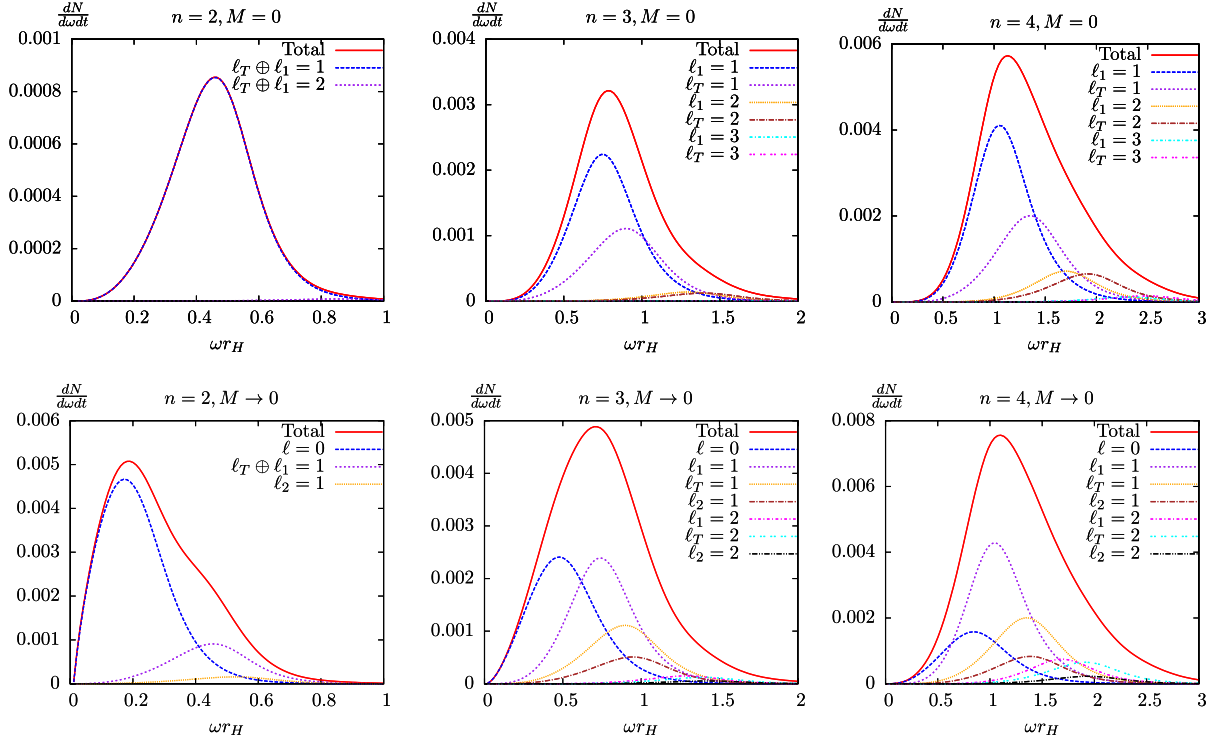 dN/dωdt
n = 2, M = 0
0.001
0.0008
0.0006
0.0004
0.0002
0
Total
ℓ_T ⊕ ℓ_1 = 1
ℓ_T ⊕ ℓ_1 = 2
0 0.2 0.4 0.6 0.8 1
ωr_H
dN/dωdt
n = 3, M = 0
0.004
0.003
0.002
0.001
0
Total
ℓ_1 = 1
ℓ_T = 1
ℓ_1 = 2
ℓ_T = 2
ℓ_1 = 3
ℓ_T = 3
0 0.5 1 1.5 2
ωr_H
dN/dωdt
n = 4, M = 0
0.006
0.004
0.002
0
Total
ℓ_1 = 1
ℓ_T = 1
ℓ_1 = 2
ℓ_T = 2
ℓ_1 = 3
ℓ_T = 3
0 0.5 1 1.5 2 2.5 3
ωr_H
dN/dωdt
n = 2, M → 0
0.006
0.005
0.004
0.003
0.002
0.001
0
Total
ℓ = 0
ℓ_T ⊕ ℓ_1 = 1
ℓ_2 = 1
0 0.2 0.4 0.6 0.8 1
ωr_H
dN/dωdt
n = 3, M → 0
0.005
0.004
0.003
0.002
0.001
0
Total
ℓ = 0
ℓ_1 = 1
ℓ_T = 1
ℓ_2 = 1
ℓ_1 = 2
ℓ_T = 2
ℓ_2 = 2
0 0.5 1 1.5 2
ωr_H
dN/dωdt
n = 4, M → 0
0.008
0.006
0.004
0.002
0
Total
ℓ = 0
ℓ_1 = 1
ℓ_T = 1
ℓ_2 = 1
ℓ_1 = 2
ℓ_T = 2
ℓ_2 = 2
0 0.5 1 1.5 2 2.5 3
ωr_H